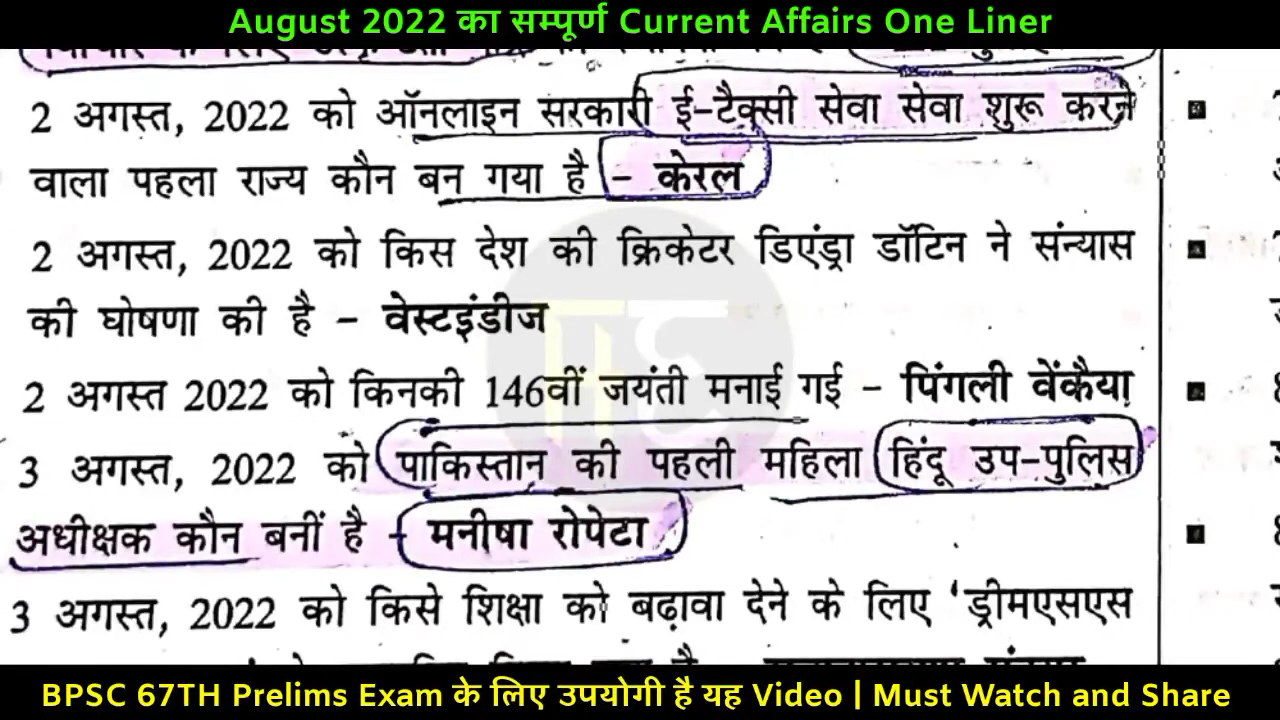 August 2022 का सम्पूर्ण Current Affairs One Liner
2 अगस्त, 2022 को ऑनलाइन सरकारी ई-टैक्सी सेवा सेवा शुरू करने
वाला पहला राज्य कौन बन गया है - केरल
2 अगस्त, 2022 को किस देश की क्रिकेटर डिएंड्रा डॉटिन ने संन्यास
की घोषणा की है - वेस्टइंडीज
2 अगस्त 2022 को किनकी 146वीं जयंती मनाई गई - पिंगली वेंकैया
3 अगस्त, 2022 को पाकिस्तान की पहली महिला हिंदू उप-पुलिस
अधीक्षक कौन बनीं है - मनीषा रोपेटा
3 अगस्त, 2022 को किसे शिक्षा को बढ़ावा देने के लिए 'ड्रीमएसएस
BPSC 67TH Prelims Exam के लिए उपयोगी है यह Video | Must Watch and Share